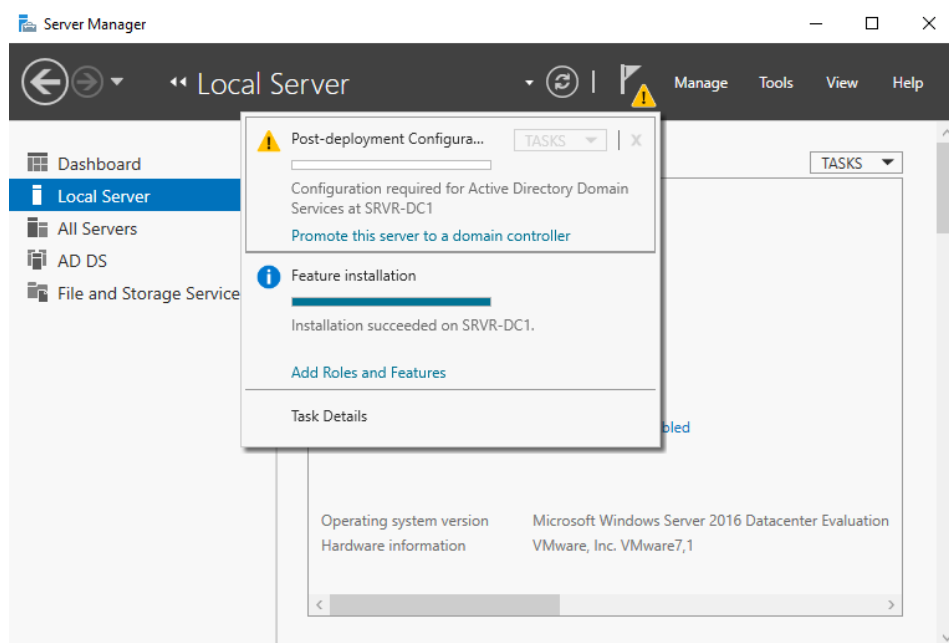 Server Manager
Local Server
Manage Tools View Help
Post-deployment Configura...
TASKS
X
Configuration required for Active Directory Domain
Services at SRVR-DC1
Promote this server to a domain controller
Feature installation
Installation succeeded on SRVR-DC1.
Add Roles and Features
Task Details
Dashboard
Local Server
All Servers
AD DS
File and Storage Service
TASKS
bled
Operating system version Microsoft Windows Server 2016 Datacenter Evaluation
Hardware information VMware, Inc. VMware7,1